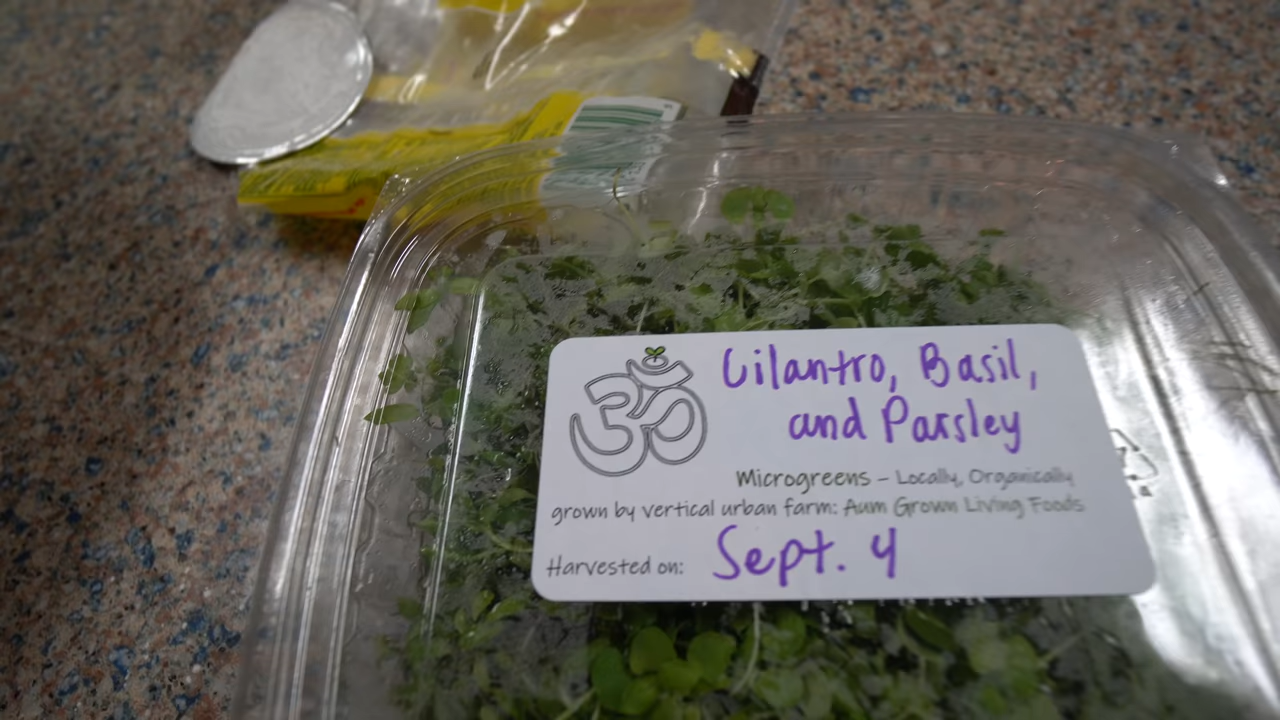 Cilantro, Basil,
and Parsley
Microgreens – Locally, Organically
grown by vertical urban farm: Aum Grown Living Foods
Harvested on: Sept. 4